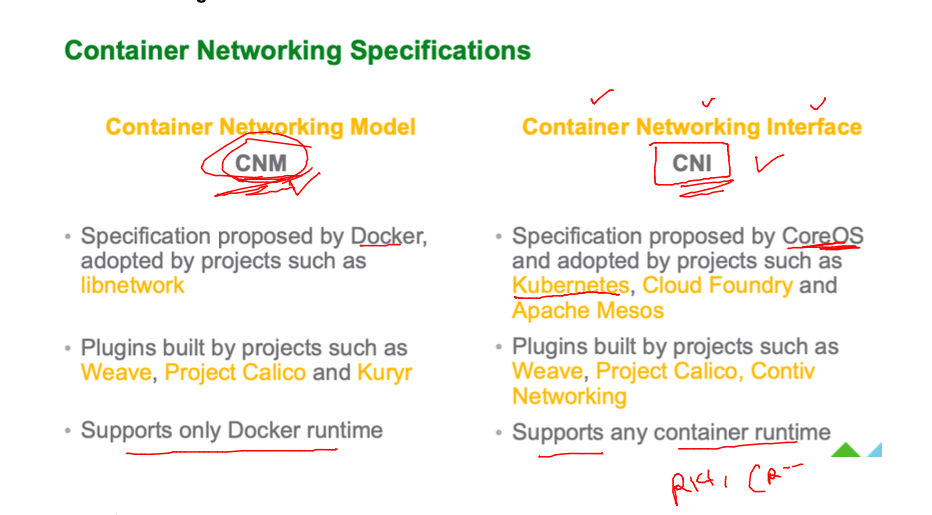 Container Networking Specifications
Container Networking Model
CNM
• Specification proposed by Docker,
adopted by projects such as
libnetwork
• Plugins built by projects such as
Weave, Project Calico and Kuryr
• Supports only Docker runtime
Container Networking Interface
CNI
• Specification proposed by CoreOS
and adopted by projects such as
Kubernetes, Cloud Foundry and
Apache Mesos
• Plugins built by projects such as
Weave, Project Calico, Contiv
Networking
• Supports any container runtime